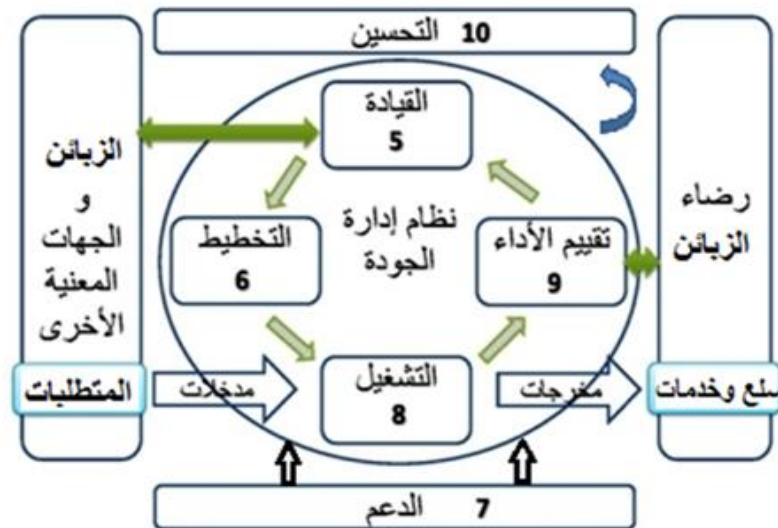 10 التحسين
القيادة
5
الزبائن
و
الجهات
المعنية
الأخرى
المتطلبات
التخطيط
6
نظام إدارة
الجودة
تقييم الأداء
9
رضاء
الزبائن
مدخلات
التشغيل
8
مخرجات
سلع وخدمات
7 الدعم